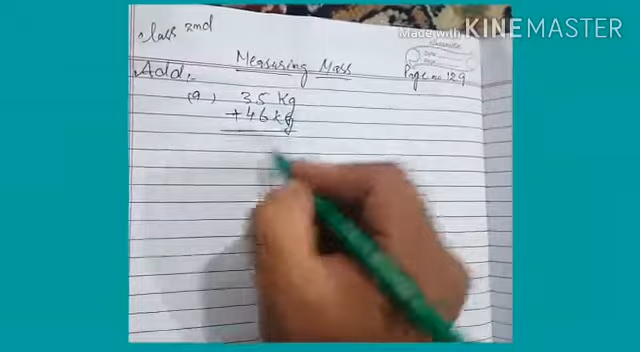 Made with KINEMASTER
Class 2nd
Measuring Mass
Page no. 129
Add:-
(a) 35 Kg
+46 kg